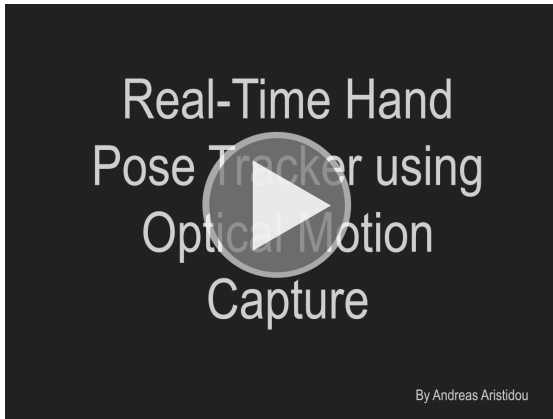 Real-Time Hand
Pose Tracker using
Optical Motion
Capture
By Andreas Aristidou